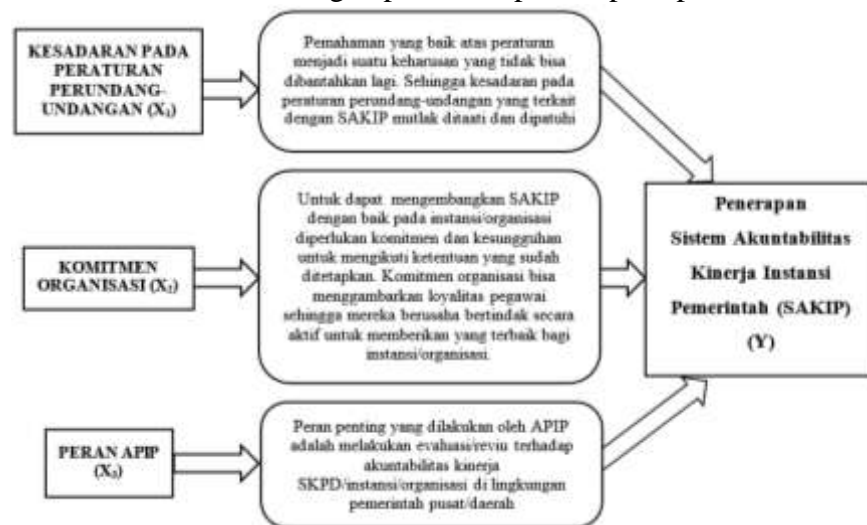 KESADARAN PADA
PERATURAN
PERUNDANG-
UNDANGAN (X1)
Pemahaman yang baik atas peraturan
menjadi suatu keharusan yang tidak bisa
dibantahkan lagi. Sehingga kesadaran pada
peraturan perundang-undangan yang terkait
dengan SAKIP mutlak ditaati dan dipatuhi
KOMITMEN
ORGANISASI (X2)
Untuk dapat mengembangkan SAKIP
dengan baik pada instansi/organisasi
diperlukan komitmen dan kesungguhan
untuk mengikuti ketentuan yang sudah
ditetapkan. Komitmen organisasi bisa
menggambarkan loyalitas pegawai
sehingga mereka berusaha bertindak secara
aktif untuk memberikan yang terbaik bagi
instansi/organisasi.
PERAN APIP
(X3)
Peran penting yang dilakukan oleh APIP
adalah melakukan evaluasi/reviu terhadap
akuntabilitas kinerja
SKPD/instansi/organisasi di lingkungan
pemerintah pusat/daerah
Penerapan
Sistem Akuntabilitas
Kinerja Instansi
Pemerintah (SAKIP)
(Y)